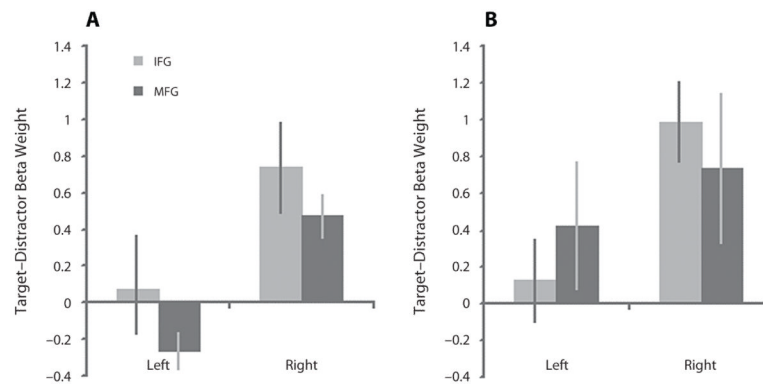 A
Target–Distractor Beta Weight
1.4
1.2
1
0.8
0.6
0.4
0.2
0
–0.2
–0.4
IFG
MFG
Left
Right
B
Target–Distractor Beta Weight
1.4
1.2
1
0.8
0.6
0.4
0.2
0
–0.2
–0.4
Left
Right